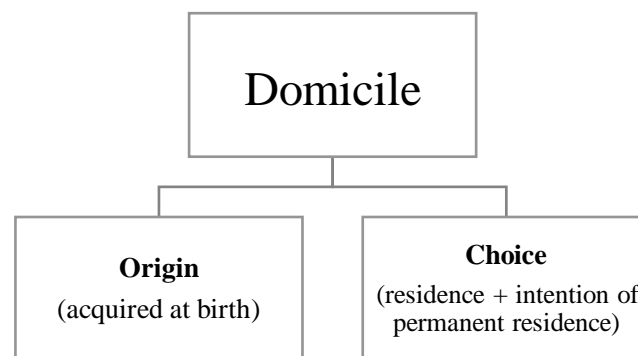 Domicile
Origin
(acquired at birth)
Choice
(residence + intention of
permanent residence)